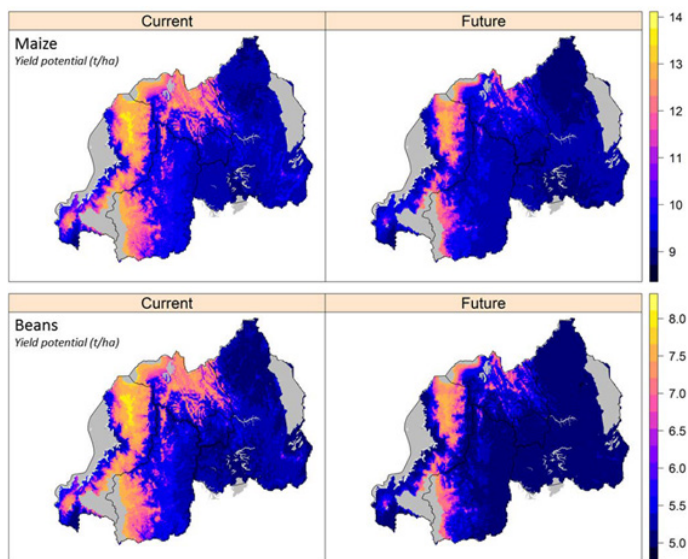 Current Future
Maize
Yield potential (t/ha)
14
13
12
11
10
9
Current Future
Beans
Yield potential (t/ha)
8.0
7.5
7.0
6.5
6.0
5.5
5.0